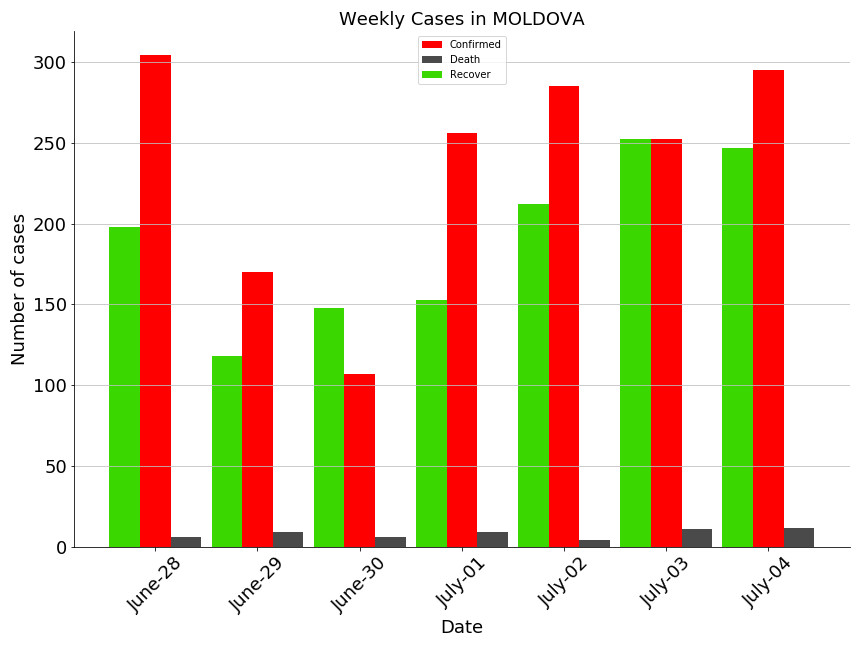 Weekly Cases in MOLDOVA
Confirmed
Death
Recover
Number of cases
300
250
200
150
100
50
0
June-28
June-29
June-30
July-01
July-02
July-03
July-04
Date